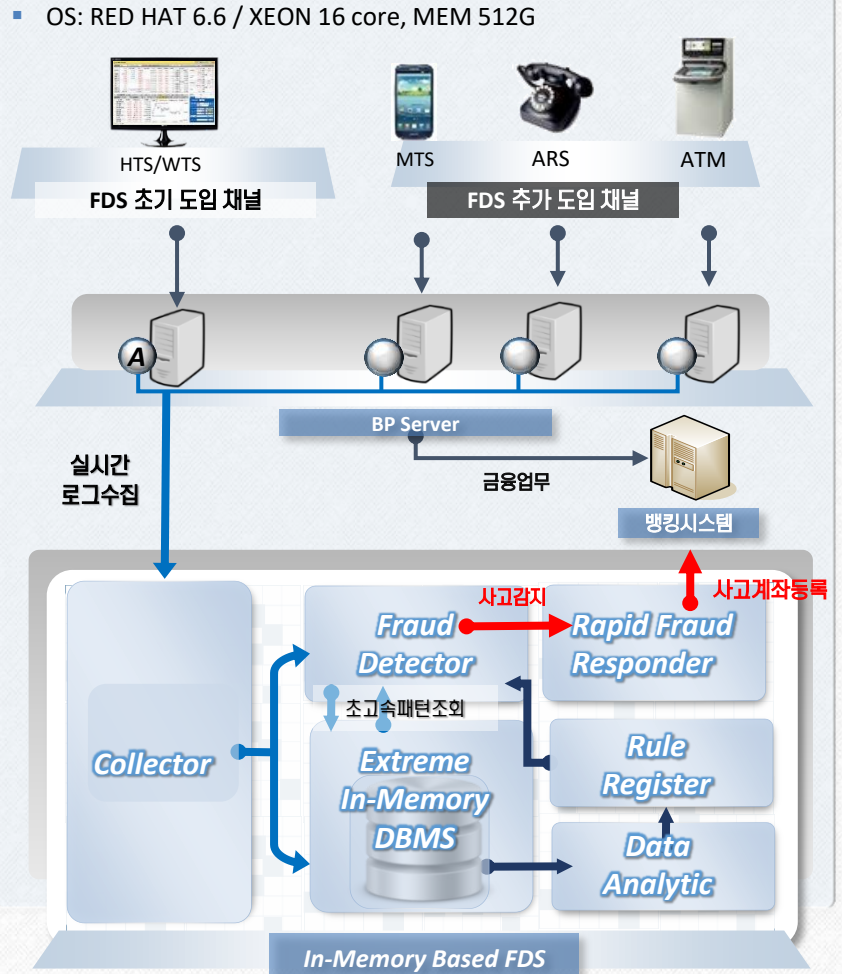 OS: RED HAT 6.6 / XEON 16 core, MEM 512G
HTS/WTS
MTS
ARS
ATM
FDS 초기 도입 채널
FDS 추가 도입 채널
A
BP Server
실시간
로그수집
금융업무
뱅킹시스템
사고감지
사고계좌등록
Fraud
Detector
Rapid Fraud
Responder
초고속패턴조회
Collector
Extreme
In-Memory
DBMS
Rule
Register
Data
Analytic
In-Memory Based FDS